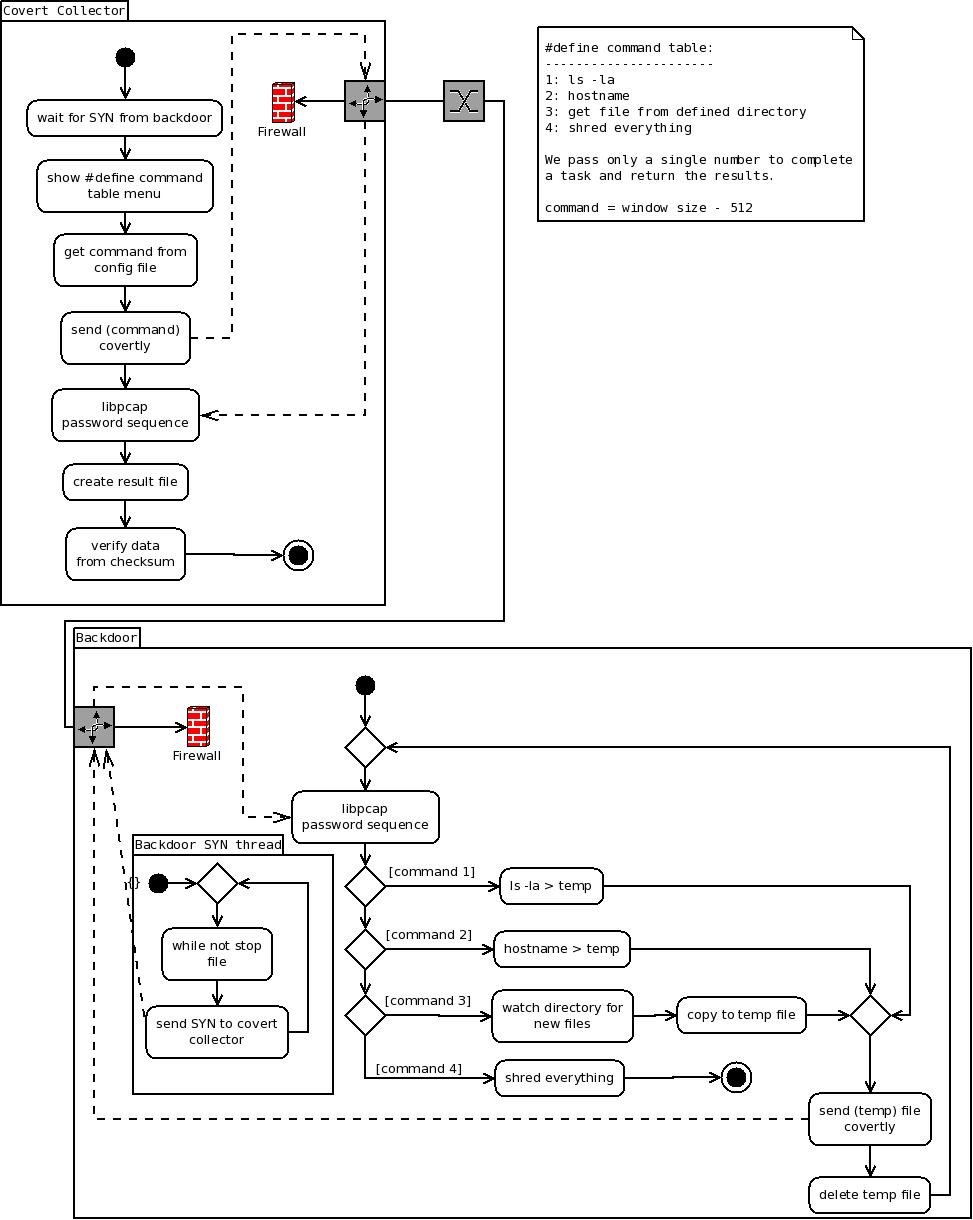 Covert Collector
wait for SYN from backdoor
show #define command
table menu
get command from
config file
send (command)
covertly
libpcap
password sequence
create result file
verify data
from checksum
Firewall
#define command table:
----------------------
1: ls -la
2: hostname
3: get file from defined directory
4: shred everything
We pass only a single number to complete
a task and return the results.
command = window size - 512
Backdoor
Firewall
libpcap
password sequence
Backdoor SYN thread
{}
while not stop
file
send SYN to covert
collector
[command 1]
ls -la > temp
[command 2]
hostname > temp
[command 3]
watch directory for
new files
copy to temp file
[command 4]
shred everything
send (temp) file
covertly
delete temp file